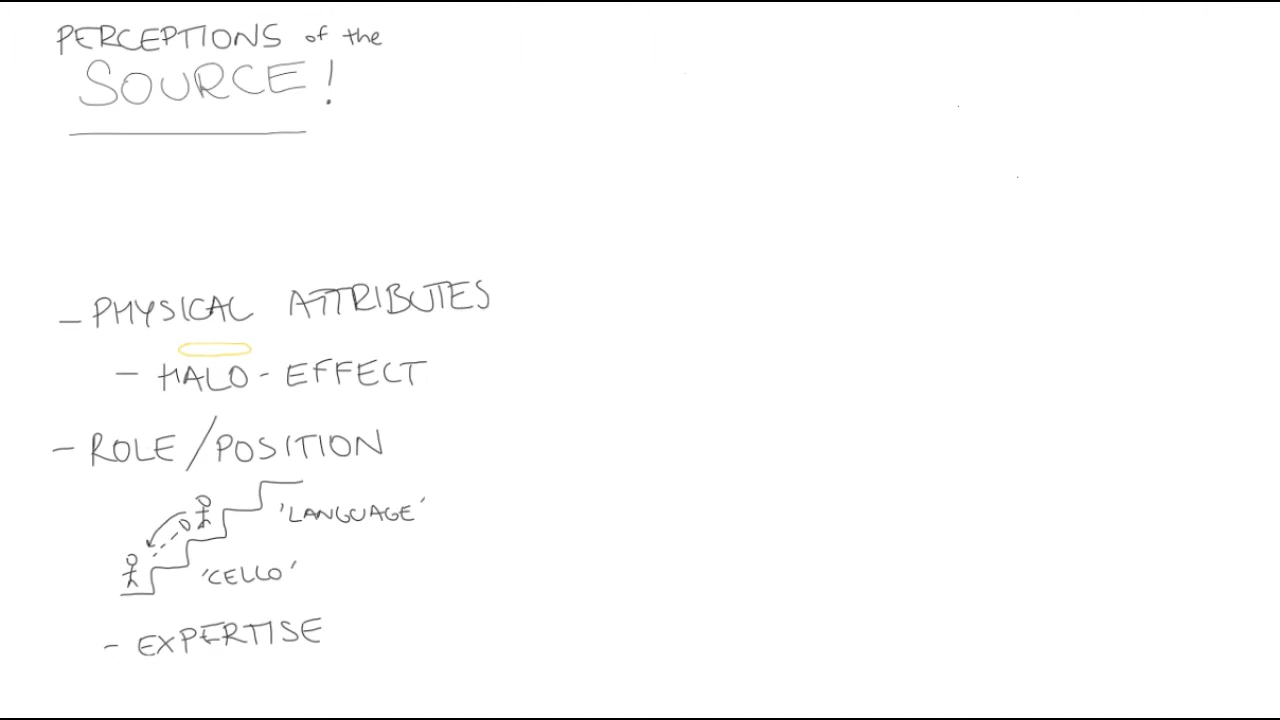 PERCEPTIONS of the
SOURCE!
- PHYSICAL ATTRIBUTES
- HALO-EFFECT
- ROLE/POSITION
'LANGUAGE'
'CELLO'
- EXPERTISE